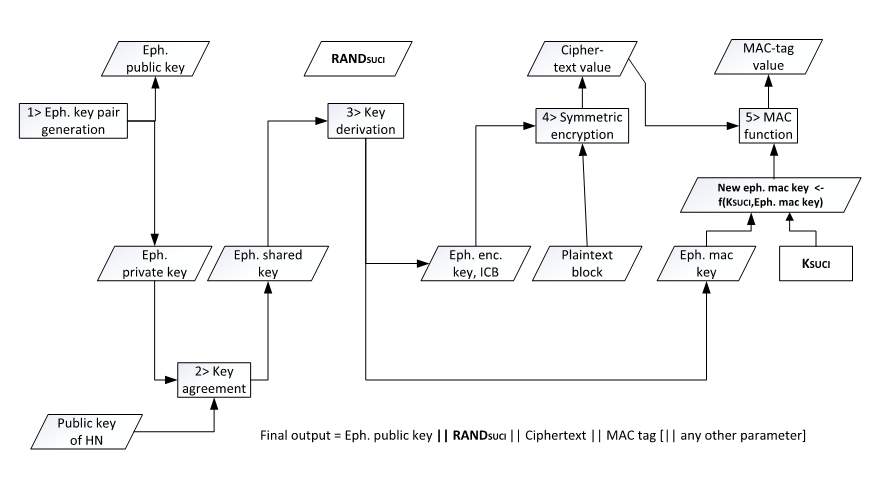 Eph.
public key
RANDSUCI
Cipher-
text value
MAC-tag
value
1> Eph. key pair
generation
3> Key
derivation
4> Symmetric
encryption
5> MAC
function
New eph. mac key <-
f(KSUCI,Eph. mac key)
Eph.
private key
Eph. shared
key
Eph. enc.
key, ICB
Plaintext
block
Eph. mac
key
KSUCI
2> Key
agreement
Public key
of HN
Final output = Eph. public key || RANDSUCI || Ciphertext || MAC tag [|| any other parameter]